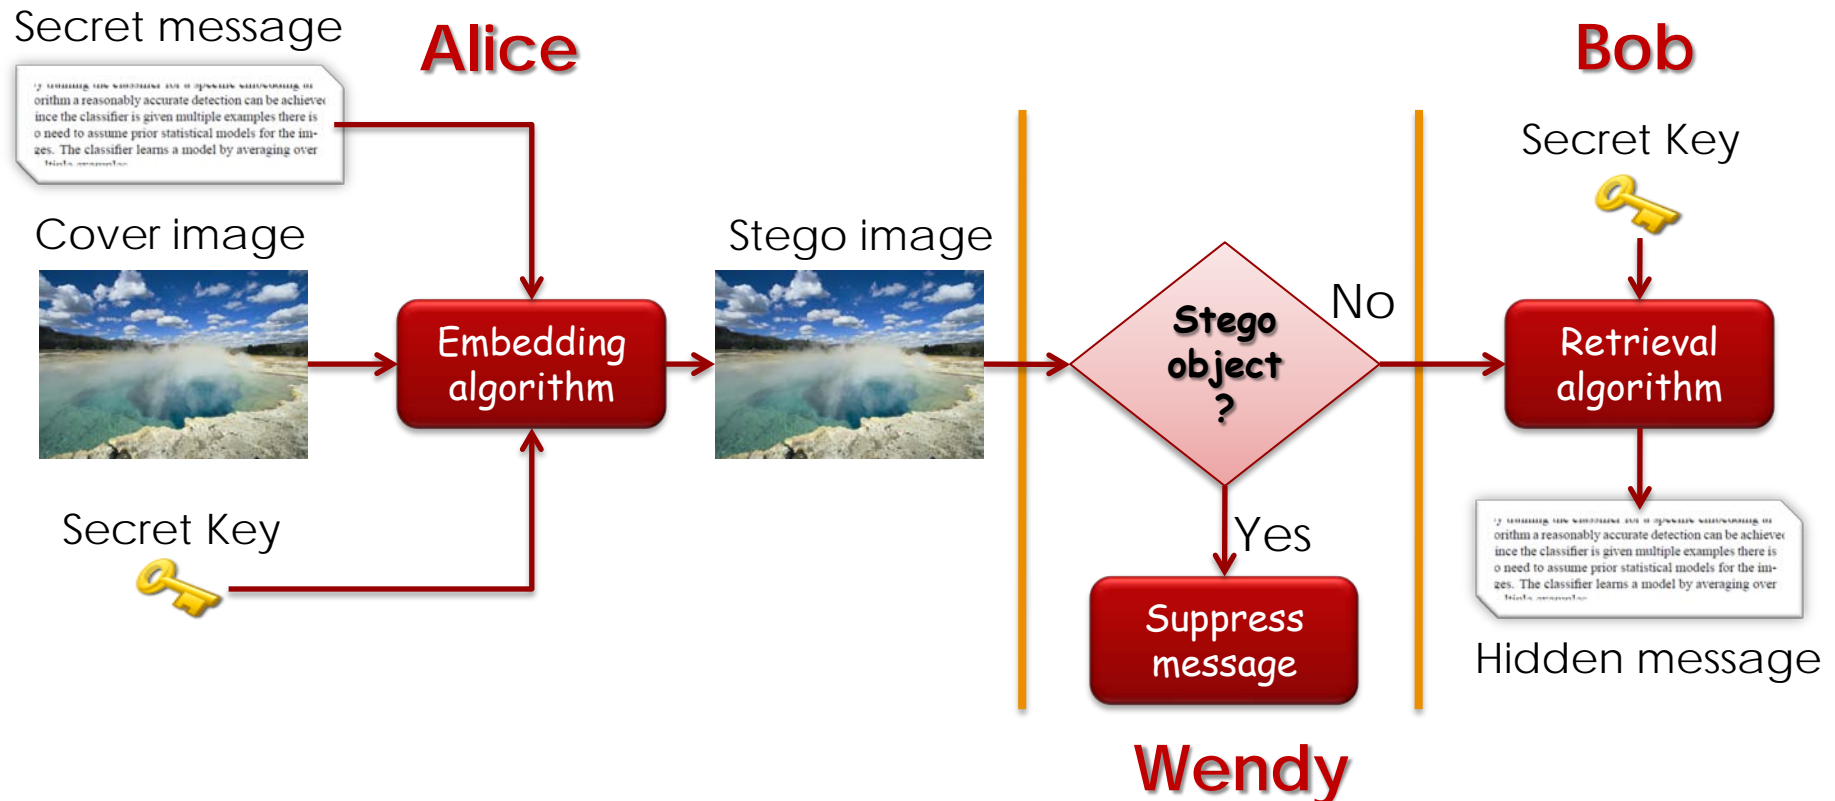 Secret message
Alice
Bob
orithm a reasonably accurate detection can be achieved
ince the classifier is given multiple examples there is
o need to assume prior statistical models for the im-
ges. The classifier learns a model by averaging over
Secret Key
Cover image
Stego image
Embedding
algorithm
Stego
object
?
No
Retrieval
algorithm
Secret Key
Yes
orithm a reasonably accurate detection can be achieved
ince the classifier is given multiple examples there is
o need to assume prior statistical models for the im-
ges. The classifier learns a model by averaging over
Suppress
message
Hidden message
Wendy